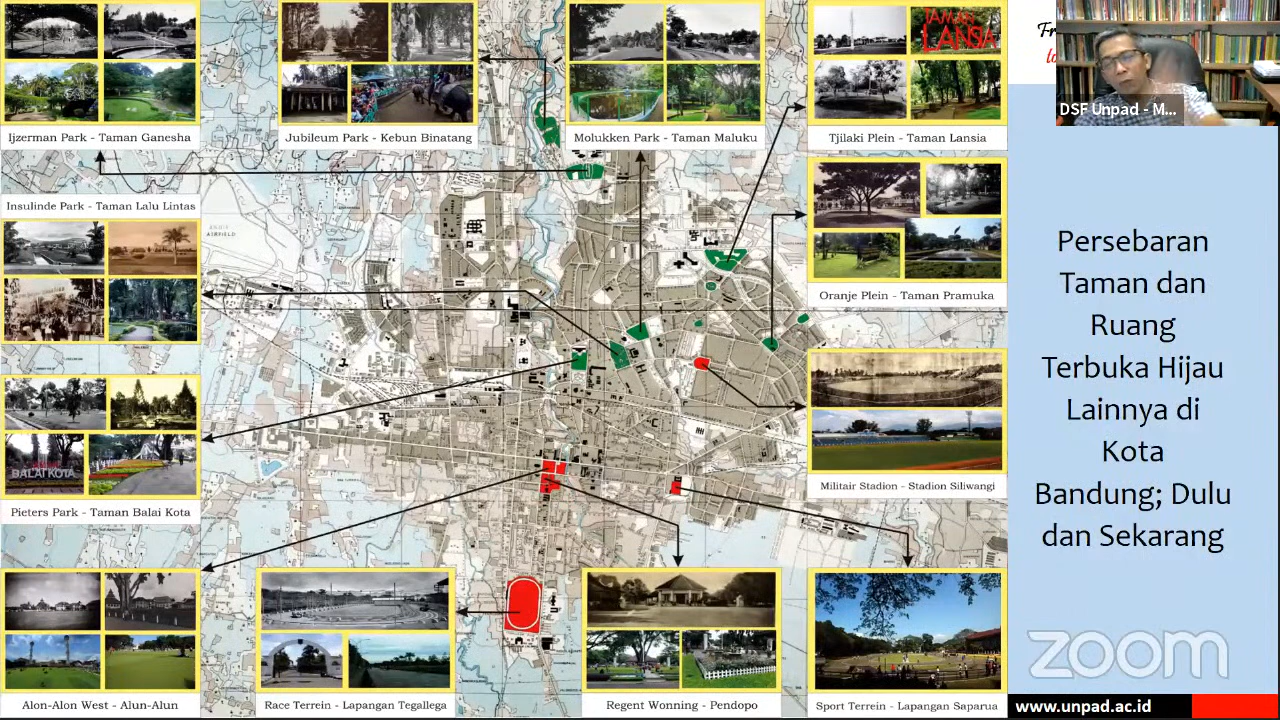 Ijzerman Park - Taman Ganesha
Jubileum Park - Kebun Binatang
Molukken Park - Taman Maluku
TAMAN
LANSIA
Tjilaki Plein - Taman Lansia
DSF Unpad - M...
Insulinde Park - Taman Lalu Lintas
ANDIR
AIRFIELD
Oranje Plein - Taman Pramuka
Persebaran
Taman dan
Ruang
Terbuka Hijau
Lainnya di
Kota
Bandung; Dulu
dan Sekarang
BALAI KOTA
Pieters Park - Taman Balai Kota
Militair Stadion - Stadion Siliwangi
Alon-Alon West - Alun-Alun
Race Terrein - Lapangan Tegallega
Regent Wonning - Pendopo
Sport Terrein - Lapangan Saparua
zoom
www.unpad.ac.id